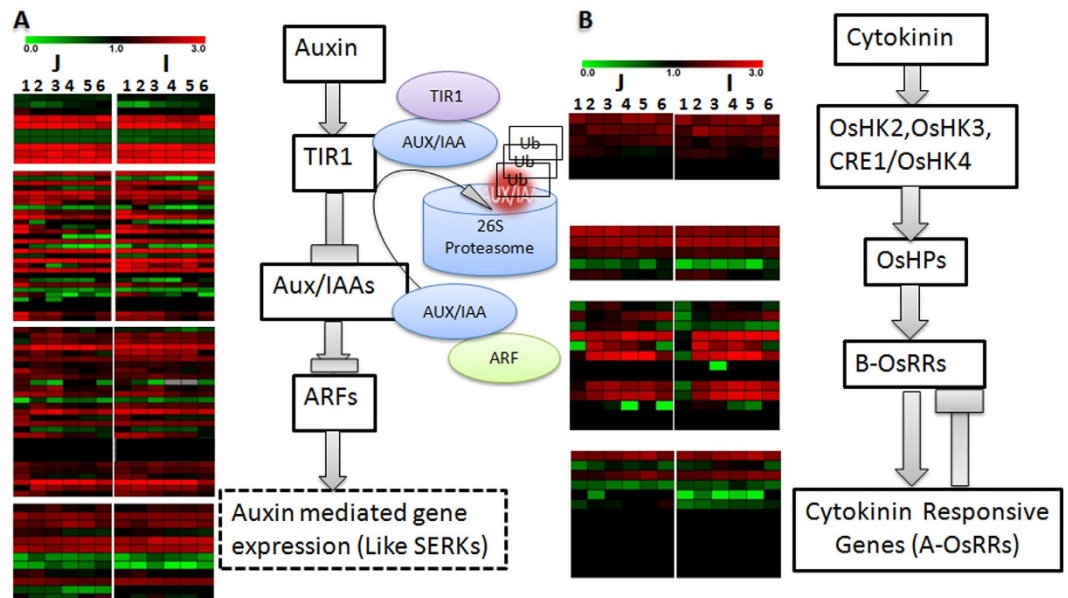 A
0.0 1.0 3.0
J I
1 2 3 4 5 6 1 2 3 4 5 6
Auxin
TIR1
Aux/IAAs
ARFs
Auxin mediated gene
expression (Like SERKs)
TIR1
AUX/IAA
Ub
Ub
Ub
UX/IA
26S
Proteasome
AUX/IAA
ARF
B
0.0 1.0 3.0
J I
1 2 3 4 5 6 1 2 3 4 5 6
Cytokinin
OsHK2,OsHK3,
CRE1/OsHK4
OsHPs
B-OsRRs
Cytokinin Responsive
Genes (A-OsRRs)